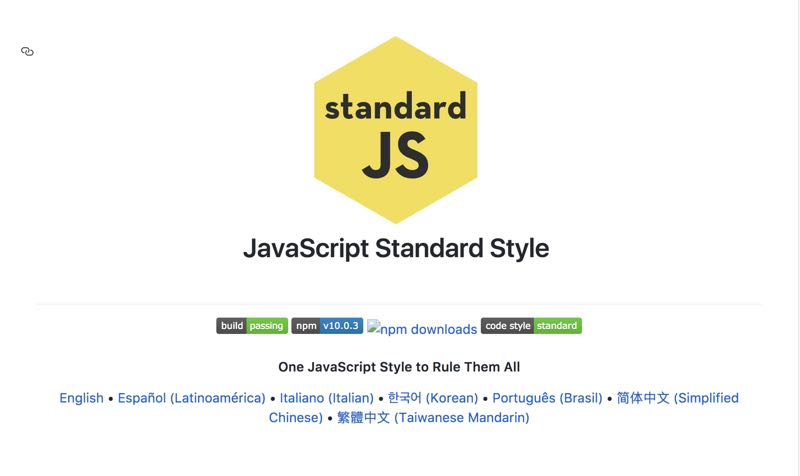 standard
JS
JavaScript Standard Style
build passing npm v10.0.3 npm downloads code style standard
One JavaScript Style to Rule Them All
English • Español (Latinoamérica) • Italiano (Italian) • 한국어 (Korean) • Português (Brasil) • 简体中文 (Simplified
Chinese) • 繁體中文 (Taiwanese Mandarin)